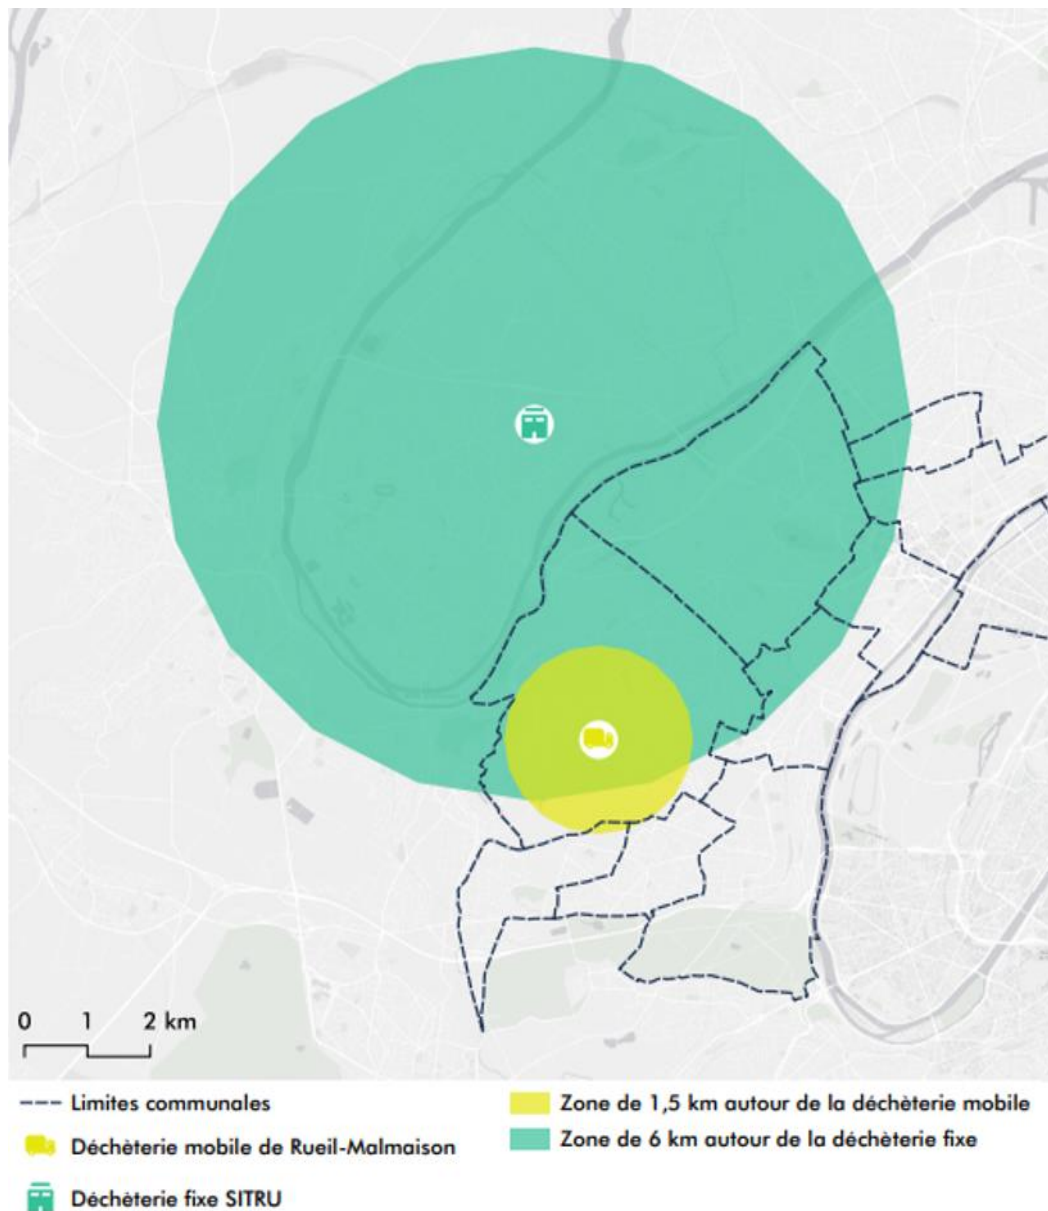 0 1 2 km
Limites communales
Déchèterie mobile de Rueil-Malmaison
Déchèterie fixe SITRU
Zone de 1,5 km autour de la déchèterie mobile
Zone de 6 km autour de la déchèterie fixe